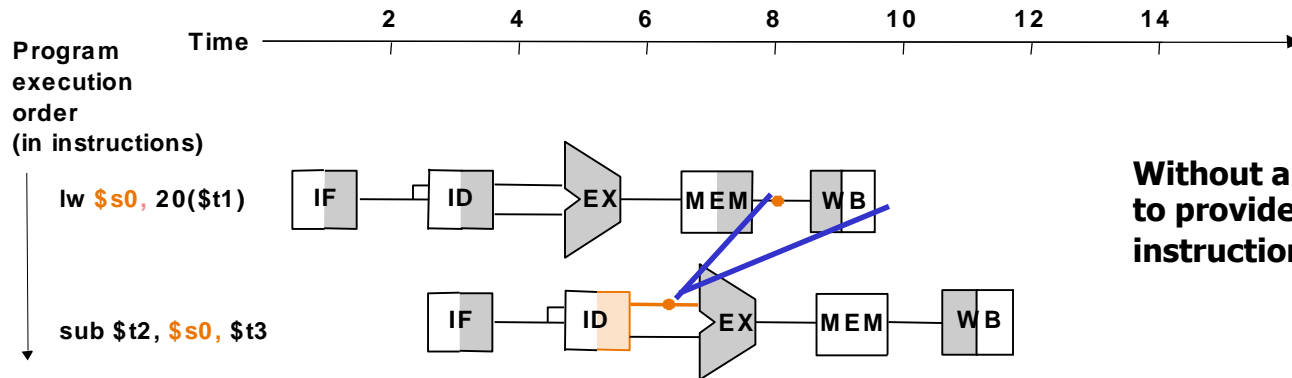 2 4 6 8 10 12 14
Time
Program
execution
order
(in instructions)
lw $s0, 20($t1)
IF ID EX MEM WB
Without a
to provide
instruction
sub $t2, $s0, $t3
IF ID EX MEM WB